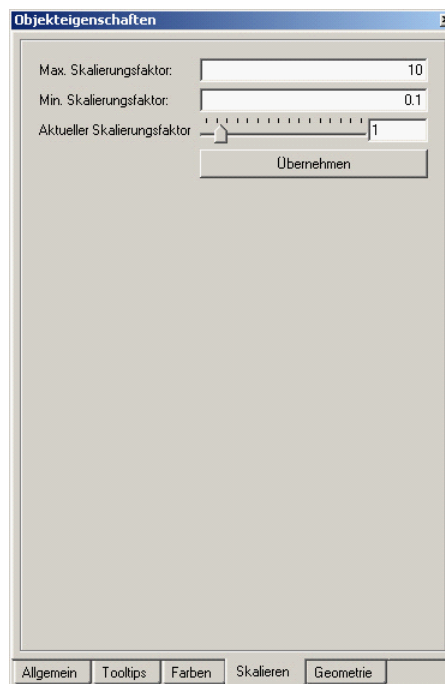 Objekteigenschaften
Max. Skalierungsfaktor: 10
Min. Skalierungsfaktor: 0.1
Aktueller Skalierungsfaktor 1
Übernehmen
Allgemein Tooltips Farben Skalieren Geometrie